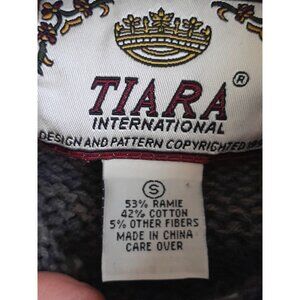 TIARA ®
INTERNATIONAL
DESIGN AND PATTERN COPYRIGHTED
S
53% RAMIE
42% COTTON
5% OTHER FIBERS
MADE IN CHINA
CARE OVER